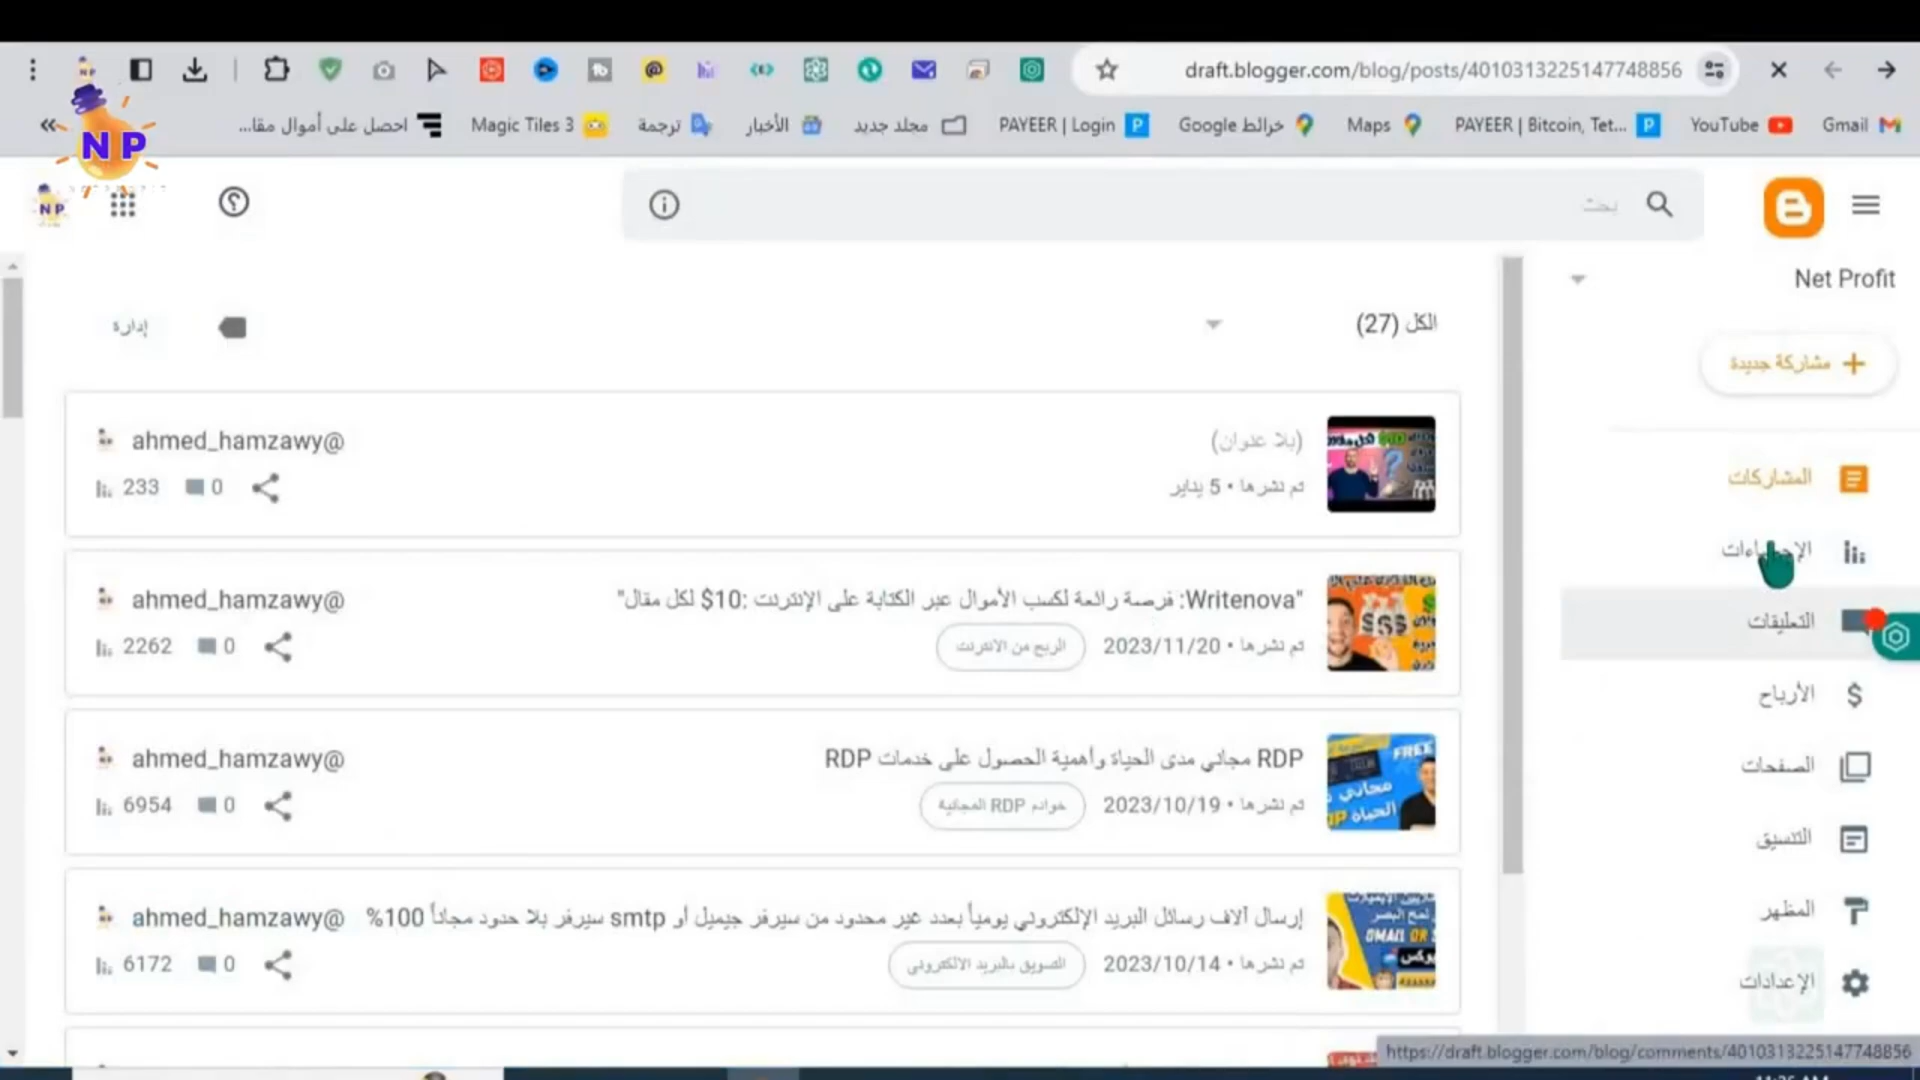 draft.blogger.com/blog/posts/4010313225147748856
Gmail
YouTube
PAYEER | Bitcoin, Tet...
Maps
خرائط Google
PAYEER | Login
مجلد جديد
الأخبار
ترجمة
Magic Tiles 3
احصل على أموال مقا...
NP
NP
بحث
Net Profit
مشاركة جديدة
المشاركات
التعليقات
الأرباح
الصفحات
التنسيق
المظهر
الإعدادات
الكل (27)
إدارة
(بلا عنوان)
ahmed_hamzawy@
تم نشرها • 5 يناير
233
0
"Writenova: فرصة رائعة لكسب الأموال عبر الكتابة على الإنترنت :10$ لكل مقال"
ahmed_hamzawy@
تم نشرها • 2023/11/20
الربح من الانترنت
2262
0
RDP مجاني مدى الحياة وأهمية الحصول على خدمات RDP
ahmed_hamzawy@
تم نشرها • 2023/10/19
خوادم RDP المجانية
6954
0
FREE
مجاني
الحياة
إرسال آلاف رسائل البريد الإلكتروني يومياً بعدد غير محدود من سيرفر جيميل أو smtp سيرفر بلا حدود مجاناً 100%
ahmed_hamzawy@
تم نشرها • 2023/10/14
التسويق بالبريد الالكتروني
6172
0
https://draft.blogger.com/blog/comments/4010313225147748856